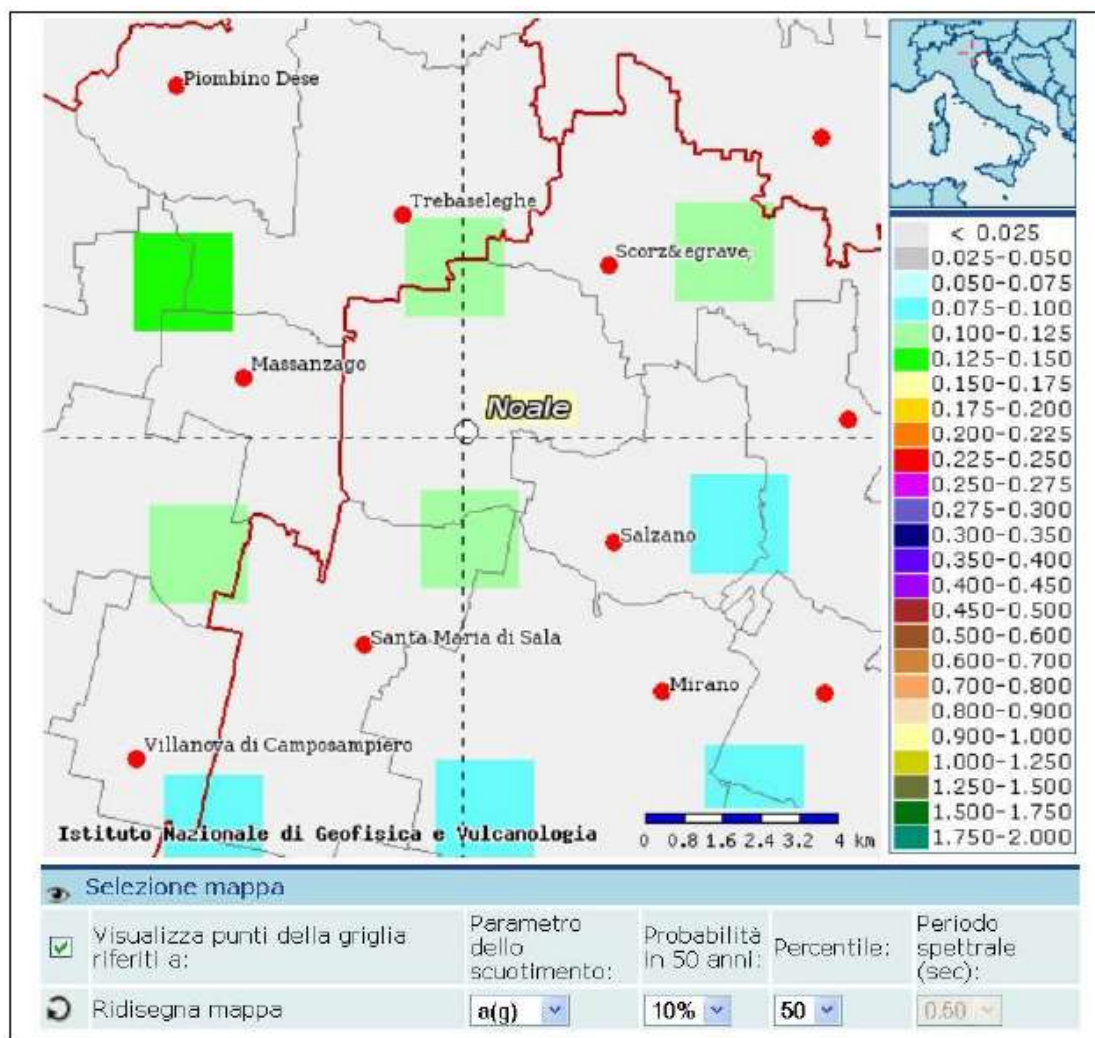 Piombino Dese
Trebaseleghe
Scorz&egrave;
Massanzago
Noale
Salzano
Santa Maria di Sala
Mirano
Villanova di Camposampiero
Istituto Nazionale di Geofisica e Vulcanologia
0 0.8 1.6 2.4 3.2 4 km
< 0.025
0.025-0.050
0.050-0.075
0.075-0.100
0.100-0.125
0.125-0.150
0.150-0.175
0.175-0.200
0.200-0.225
0.225-0.250
0.250-0.275
0.275-0.300
0.300-0.350
0.350-0.400
0.400-0.450
0.450-0.500
0.500-0.600
0.600-0.700
0.700-0.800
0.800-0.900
0.900-1.000
1.000-1.250
1.250-1.500
1.500-1.750
1.750-2.000
Selezione mappa
Visualizza punti della griglia
riferiti a:
Parametro
dello
scuotimento:
Probabilità
in 50 anni:
Percentile:
Periodo
spettrale
(sec):
Ridisegna mappa
a(g)
10%
50
0.50